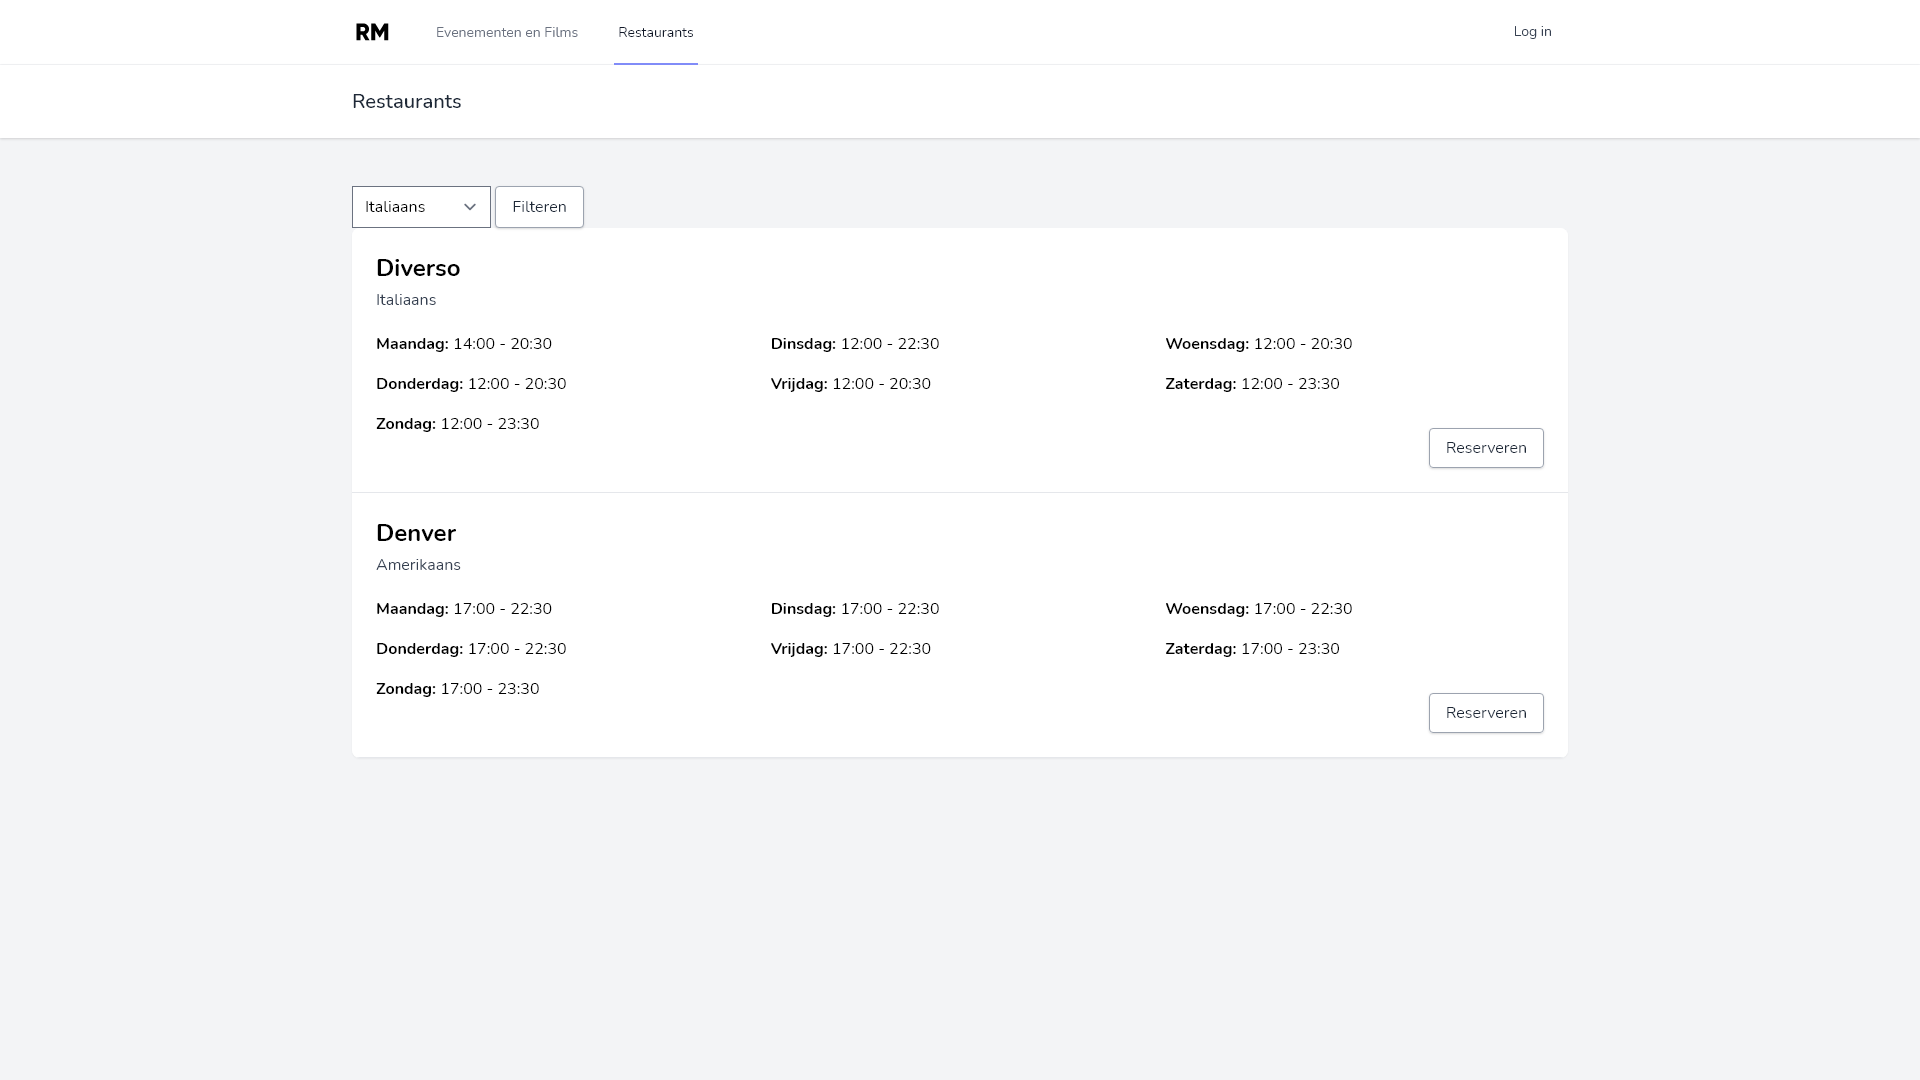 RM Evenementen en Films Restaurants Log in
Restaurants
Italiaans Filteren
Diverso
Italiaans
Maandag: 14:00 - 20:30 Dinsdag: 12:00 - 22:30 Woensdag: 12:00 - 20:30
Donderdag: 12:00 - 20:30 Vrijdag: 12:00 - 20:30 Zaterdag: 12:00 - 23:30
Zondag: 12:00 - 23:30
Reserveren
Denver
Amerikaans
Maandag: 17:00 - 22:30 Dinsdag: 17:00 - 22:30 Woensdag: 17:00 - 22:30
Donderdag: 17:00 - 22:30 Vrijdag: 17:00 - 22:30 Zaterdag: 17:00 - 23:30
Zondag: 17:00 - 23:30
Reserveren